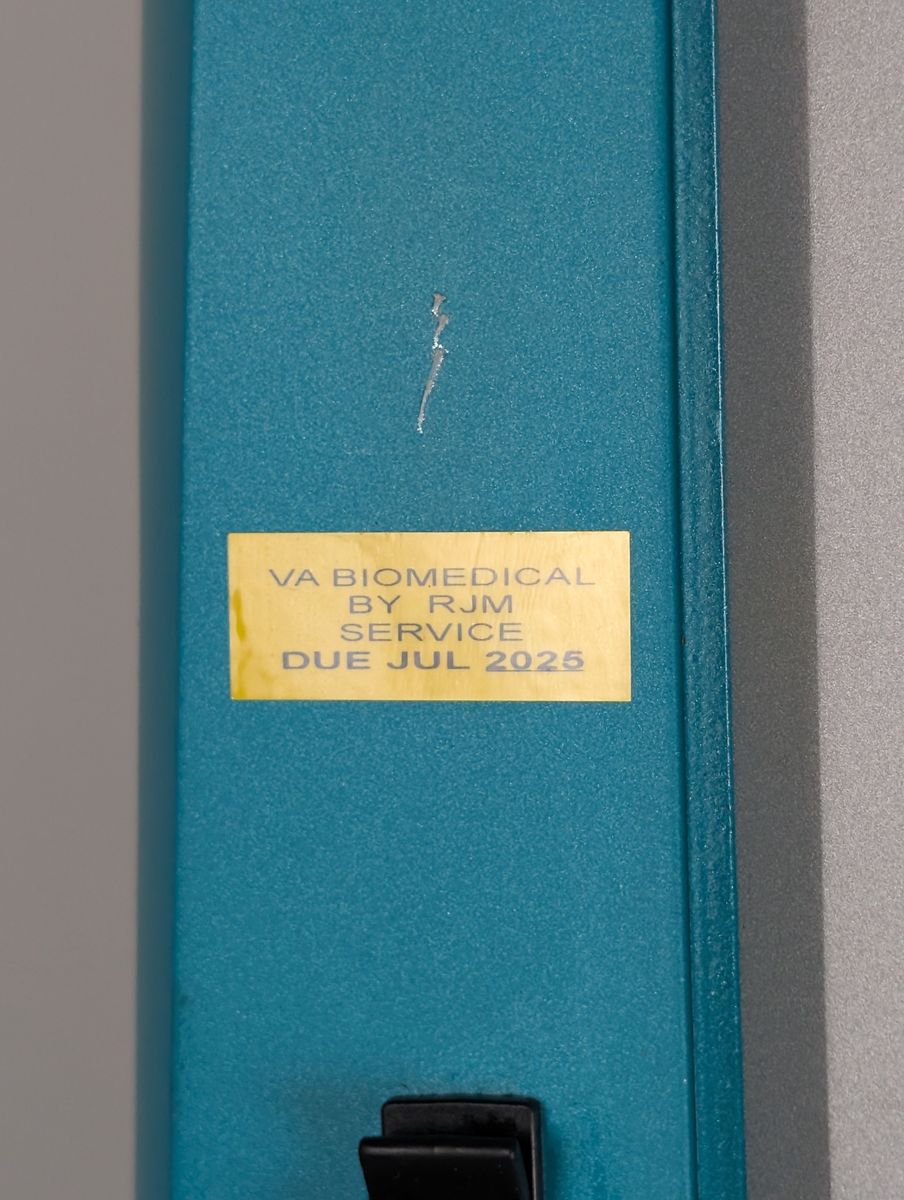 VA BIOMEDICAL
BY RJM
SERVICE
DUE JUL 2025